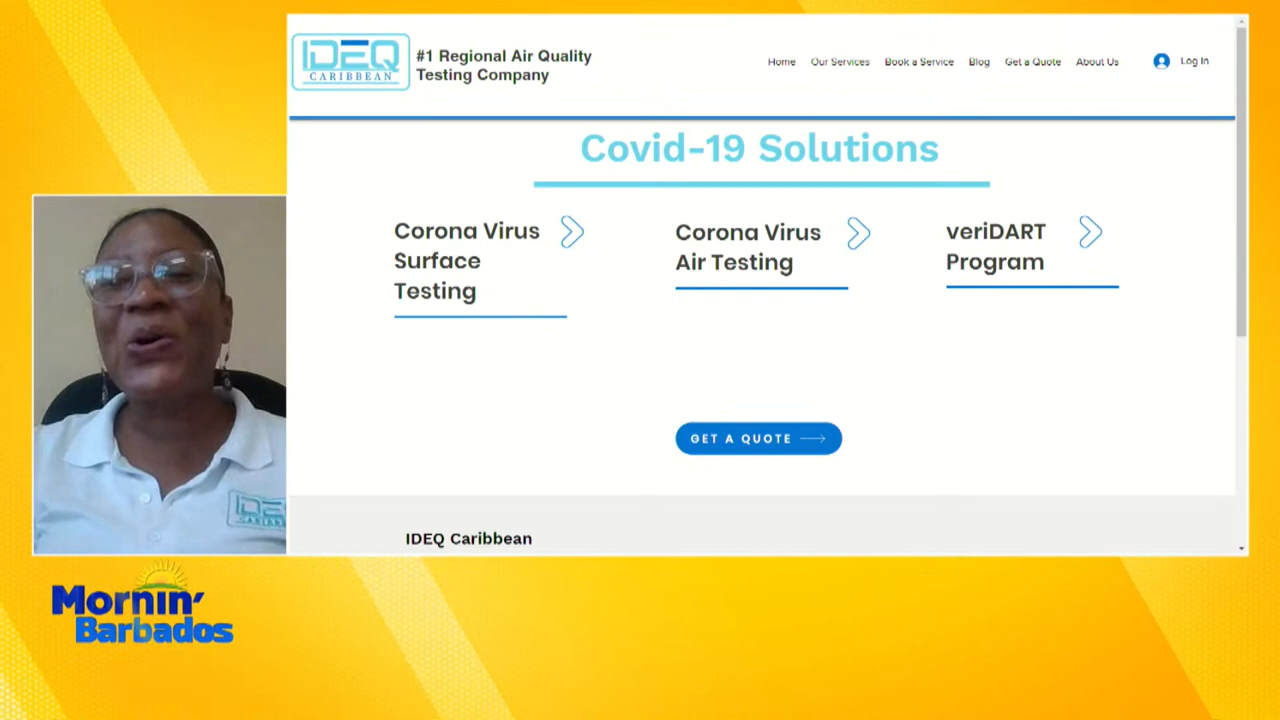 IDEQ
CARIBBEAN
#1 Regional Air Quality
Testing Company
Home Our Services Book a Service Blog Get a Quote About Us Log In
Covid-19 Solutions
Corona Virus
Surface
Testing
Corona Virus
Air Testing
veriDART
Program
GET A QUOTE
IDEQ Caribbean
IDEQ
CARIBB
Mornin'
Barbados